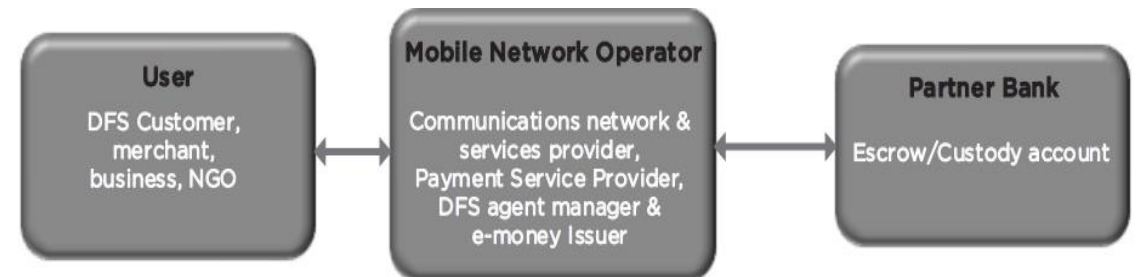 User
DFS Customer,
merchant,
business, NGO
Mobile Network Operator
Communications network &
services provider,
Payment Service Provider,
DFS agent manager &
e-money Issuer
Partner Bank
Escrow/Custody account